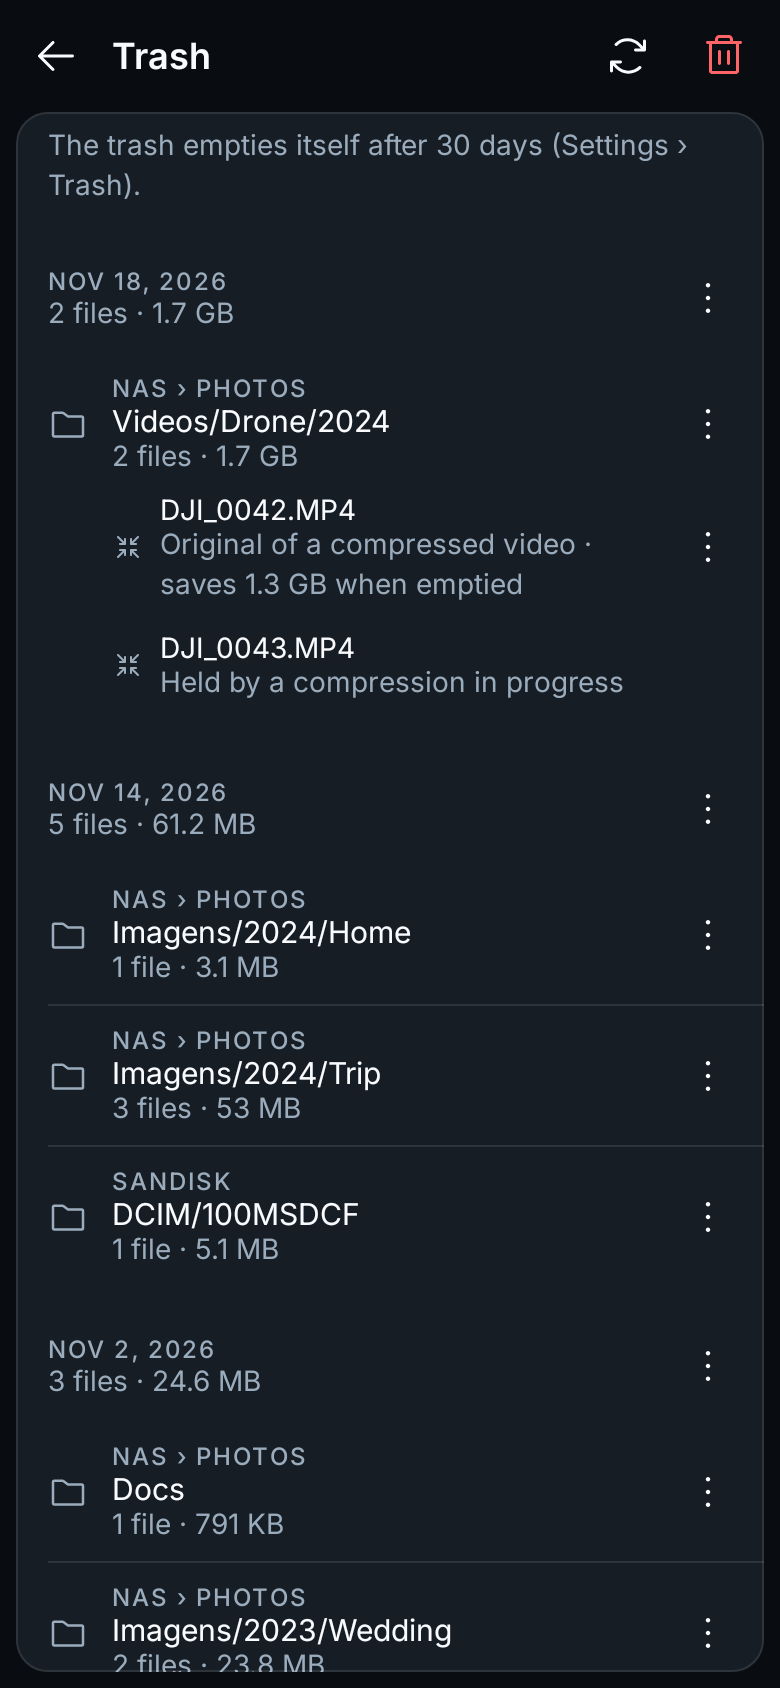 Trash
The trash empties itself after 30 days (Settings ›
Trash).
NOV 18, 2026
2 files · 1.7 GB
NAS › PHOTOS
Videos/Drone/2024
2 files · 1.7 GB
DJI_0042.MP4
Original of a compressed video ·
saves 1.3 GB when emptied
DJI_0043.MP4
Held by a compression in progress
NOV 14, 2026
5 files · 61.2 MB
NAS › PHOTOS
Imagens/2024/Home
1 file · 3.1 MB
NAS › PHOTOS
Imagens/2024/Trip
3 files · 53 MB
SANDISK
DCIM/100MSDCF
1 file · 5.1 MB
NOV 2, 2026
3 files · 24.6 MB
NAS › PHOTOS
Docs
1 file · 791 KB
NAS › PHOTOS
Imagens/2023/Wedding
2 files · 23.8 MB